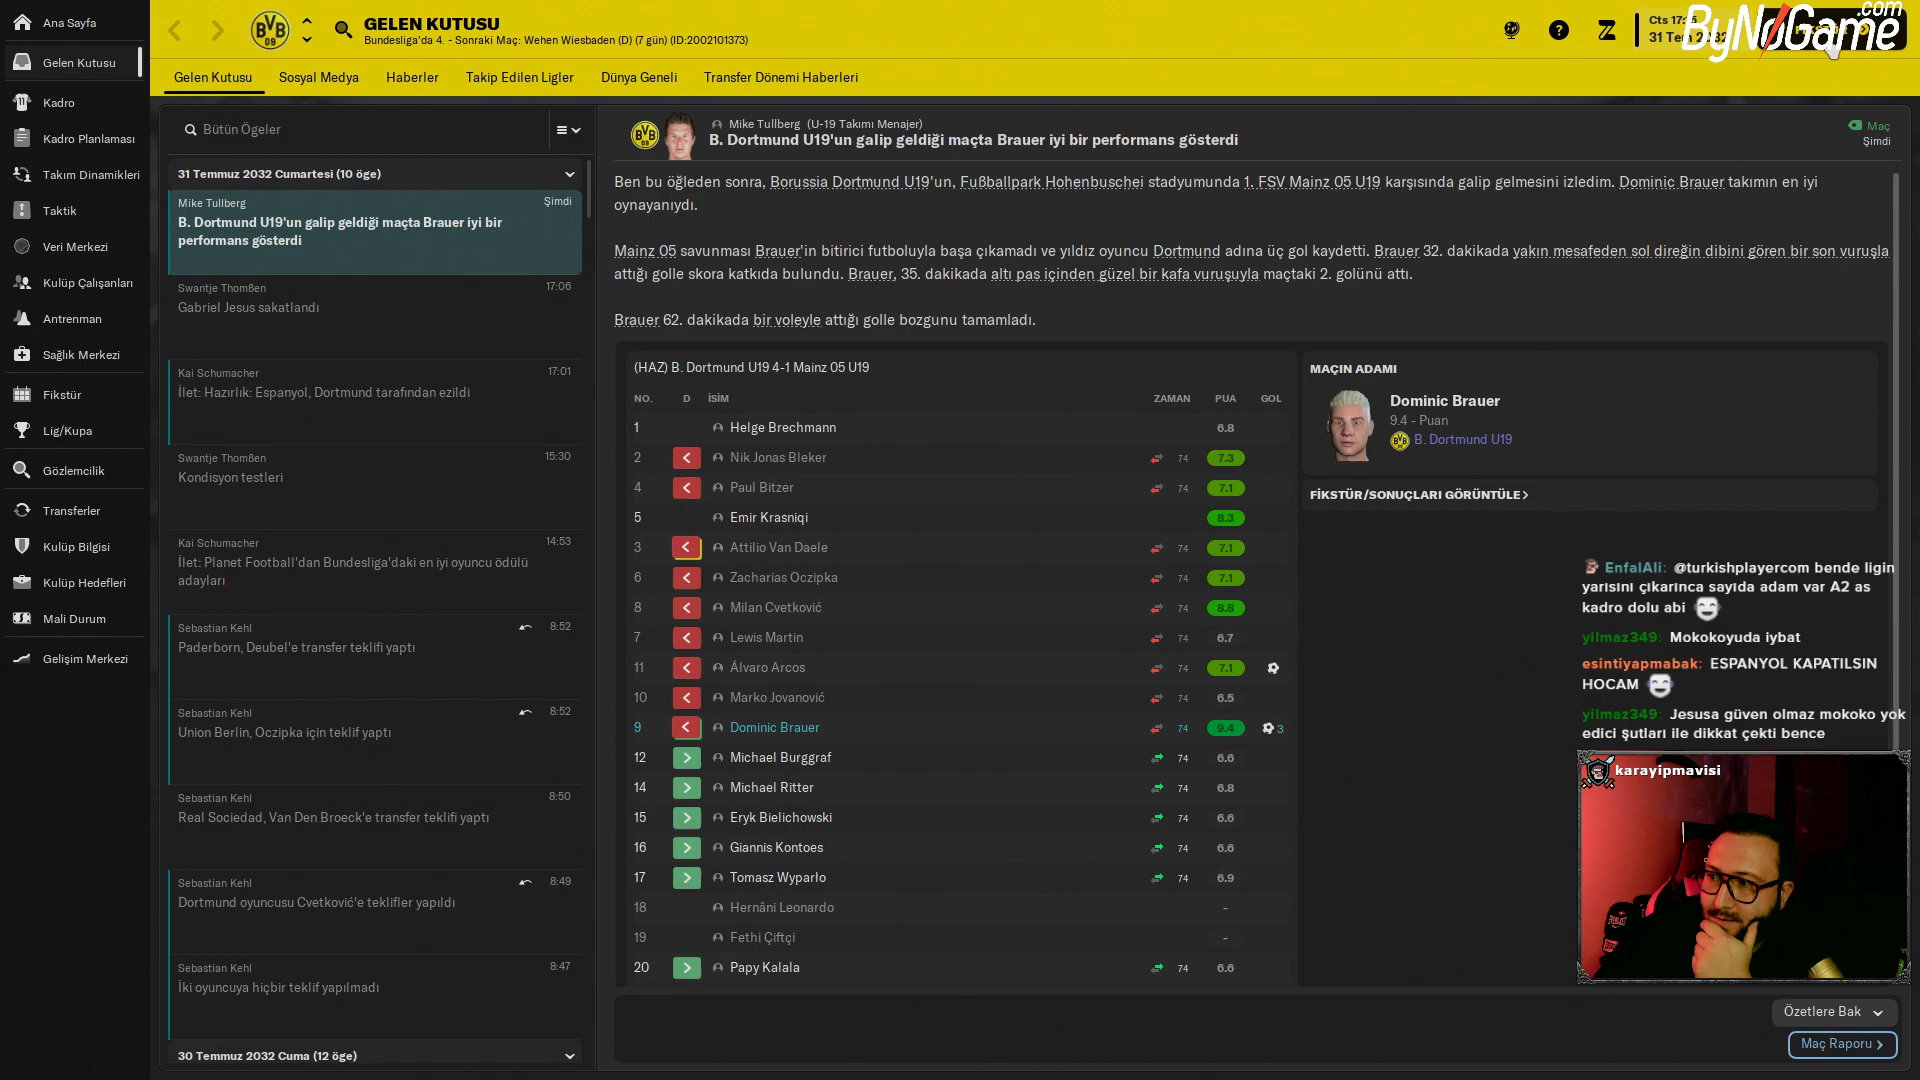 Ana Sayfa
Gelen Kutusu
Kadro
Kadro Planlaması
Takım Dinamikleri
Taktik
Veri Merkezi
Kulüp Çalışanları
Antrenman
Sağlık Merkezi
Fikstür
Lig/Kupa
Gözlemcilik
Transferler
Kulüp Bilgisi
Kulüp Hedefleri
Mali Durum
Gelişim Merkezi
GELEN KUTUSU
Bundesliga'da 4. - Sonraki Maç: Wehen Wiesbaden (D) (7 gün) (ID:2002101373)
ByNoGame.com
Gelen Kutusu
Sosyal Medya
Haberler
Takip Edilen Ligler
Dünya Geneli
Transfer Dönemi Haberleri
Bütün Ögeler
31 Temmuz 2032 Cumartesi (10 öge)
Mike Tullberg Şimdi
B. Dortmund U19'un galip geldiği maçta Brauer iyi bir
performans gösterdi
Swantje Thomßen 17:06
Gabriel Jesus sakatlandı
Kai Schumacher 17:01
İlet: Hazırlık: Espanyol, Dortmund tarafından ezildi
Swantje Thomßen 15:30
Kondisyon testleri
Kai Schumacher 14:53
İlet: Planet Football'dan Bundesliga'daki en iyi oyuncu ödülü
adayları
Sebastian Kehl 8:52
Paderborn, Deubel'e transfer teklifi yaptı
Sebastian Kehl 8:52
Union Berlin, Oczipka için teklif yaptı
Sebastian Kehl 8:50
Real Sociedad, Van Den Broeck'e transfer teklifi yaptı
Sebastian Kehl 8:49
Dortmund oyuncusu Cvetković'e teklifler yapıldı
Sebastian Kehl 8:47
İki oyuncuya hiçbir teklif yapılmadı
30 Temmuz 2032 Cuma (12 öge)
Mike Tullberg (U-19 Takımı Menajer)
B. Dortmund U19'un galip geldiği maçta Brauer iyi bir performans gösterdi
Maç
Şimdi
Ben bu öğleden sonra, Borussia Dortmund U19'un, Fußballpark Hohenbuschei stadyumunda 1. FSV Mainz 05 U19 karşısında galip gelmesini izledim. Dominic Brauer takımın en iyi
oynayanıydı.
Mainz 05 savunması Brauer'in bitirici futboluyla başa çıkamadı ve yıldız oyuncu Dortmund adına üç gol kaydetti. Brauer 32. dakikada yakın mesafeden sol direğin dibini gören bir son vuruşla
attığı golle skora katkıda bulundu. Brauer, 35. dakikada altı pas içinden güzel bir kafa vuruşuyla maçtaki 2. golünü attı.
Brauer 62. dakikada bir voleyle attığı golle bozgunu tamamladı.
(HAZ) B. Dortmund U19 4-1 Mainz 05 U19
NO. D İSİM ZAMAN PUA GOL
1 Helge Brechmann 6.8
2 Nik Jonas Bleker 74 7.3
4 Paul Bitzer 74 7.1
5 Emir Krasniqi 8.3
3 Attilio Van Daele 74 7.1
6 Zacharias Oczipka 74 7.1
8 Milan Cvetković 74 8.8
7 Lewis Martin 74 6.7
11 Álvaro Arcos 74 7.1
10 Marko Jovanović 74 6.5
9 Dominic Brauer 74 9.4 3
12 Michael Burggraf 74 6.6
14 Michael Ritter 74 6.8
15 Eryk Bielichowski 74 6.6
16 Giannis Kontoes 74 6.6
17 Tomasz Wyparło 74 6.9
18 Hernâni Leonardo -
19 Fethi Çiftçi -
20 Papy Kalala 74 6.6
MAÇIN ADAMI
Dominic Brauer
9.4 - Puan
B. Dortmund U19
FİKSTÜR/SONUÇLARI GÖRÜNTÜLE>
EnfalAli: @turkishplayercom bende ligin
yarısını çıkarınca sayıda adam var A2 as
kadro dolu abi
yilmaz349: Mokokoyuda iybat
esintiyapmabak: ESPANYOL KAPATILSIN
HOCAM
yilmaz349: Jesusa güven olmaz mokoko yok
edici şutları ile dikkat çekti bence
karayipmavisi
Özetlere Bak
Maç Raporu >